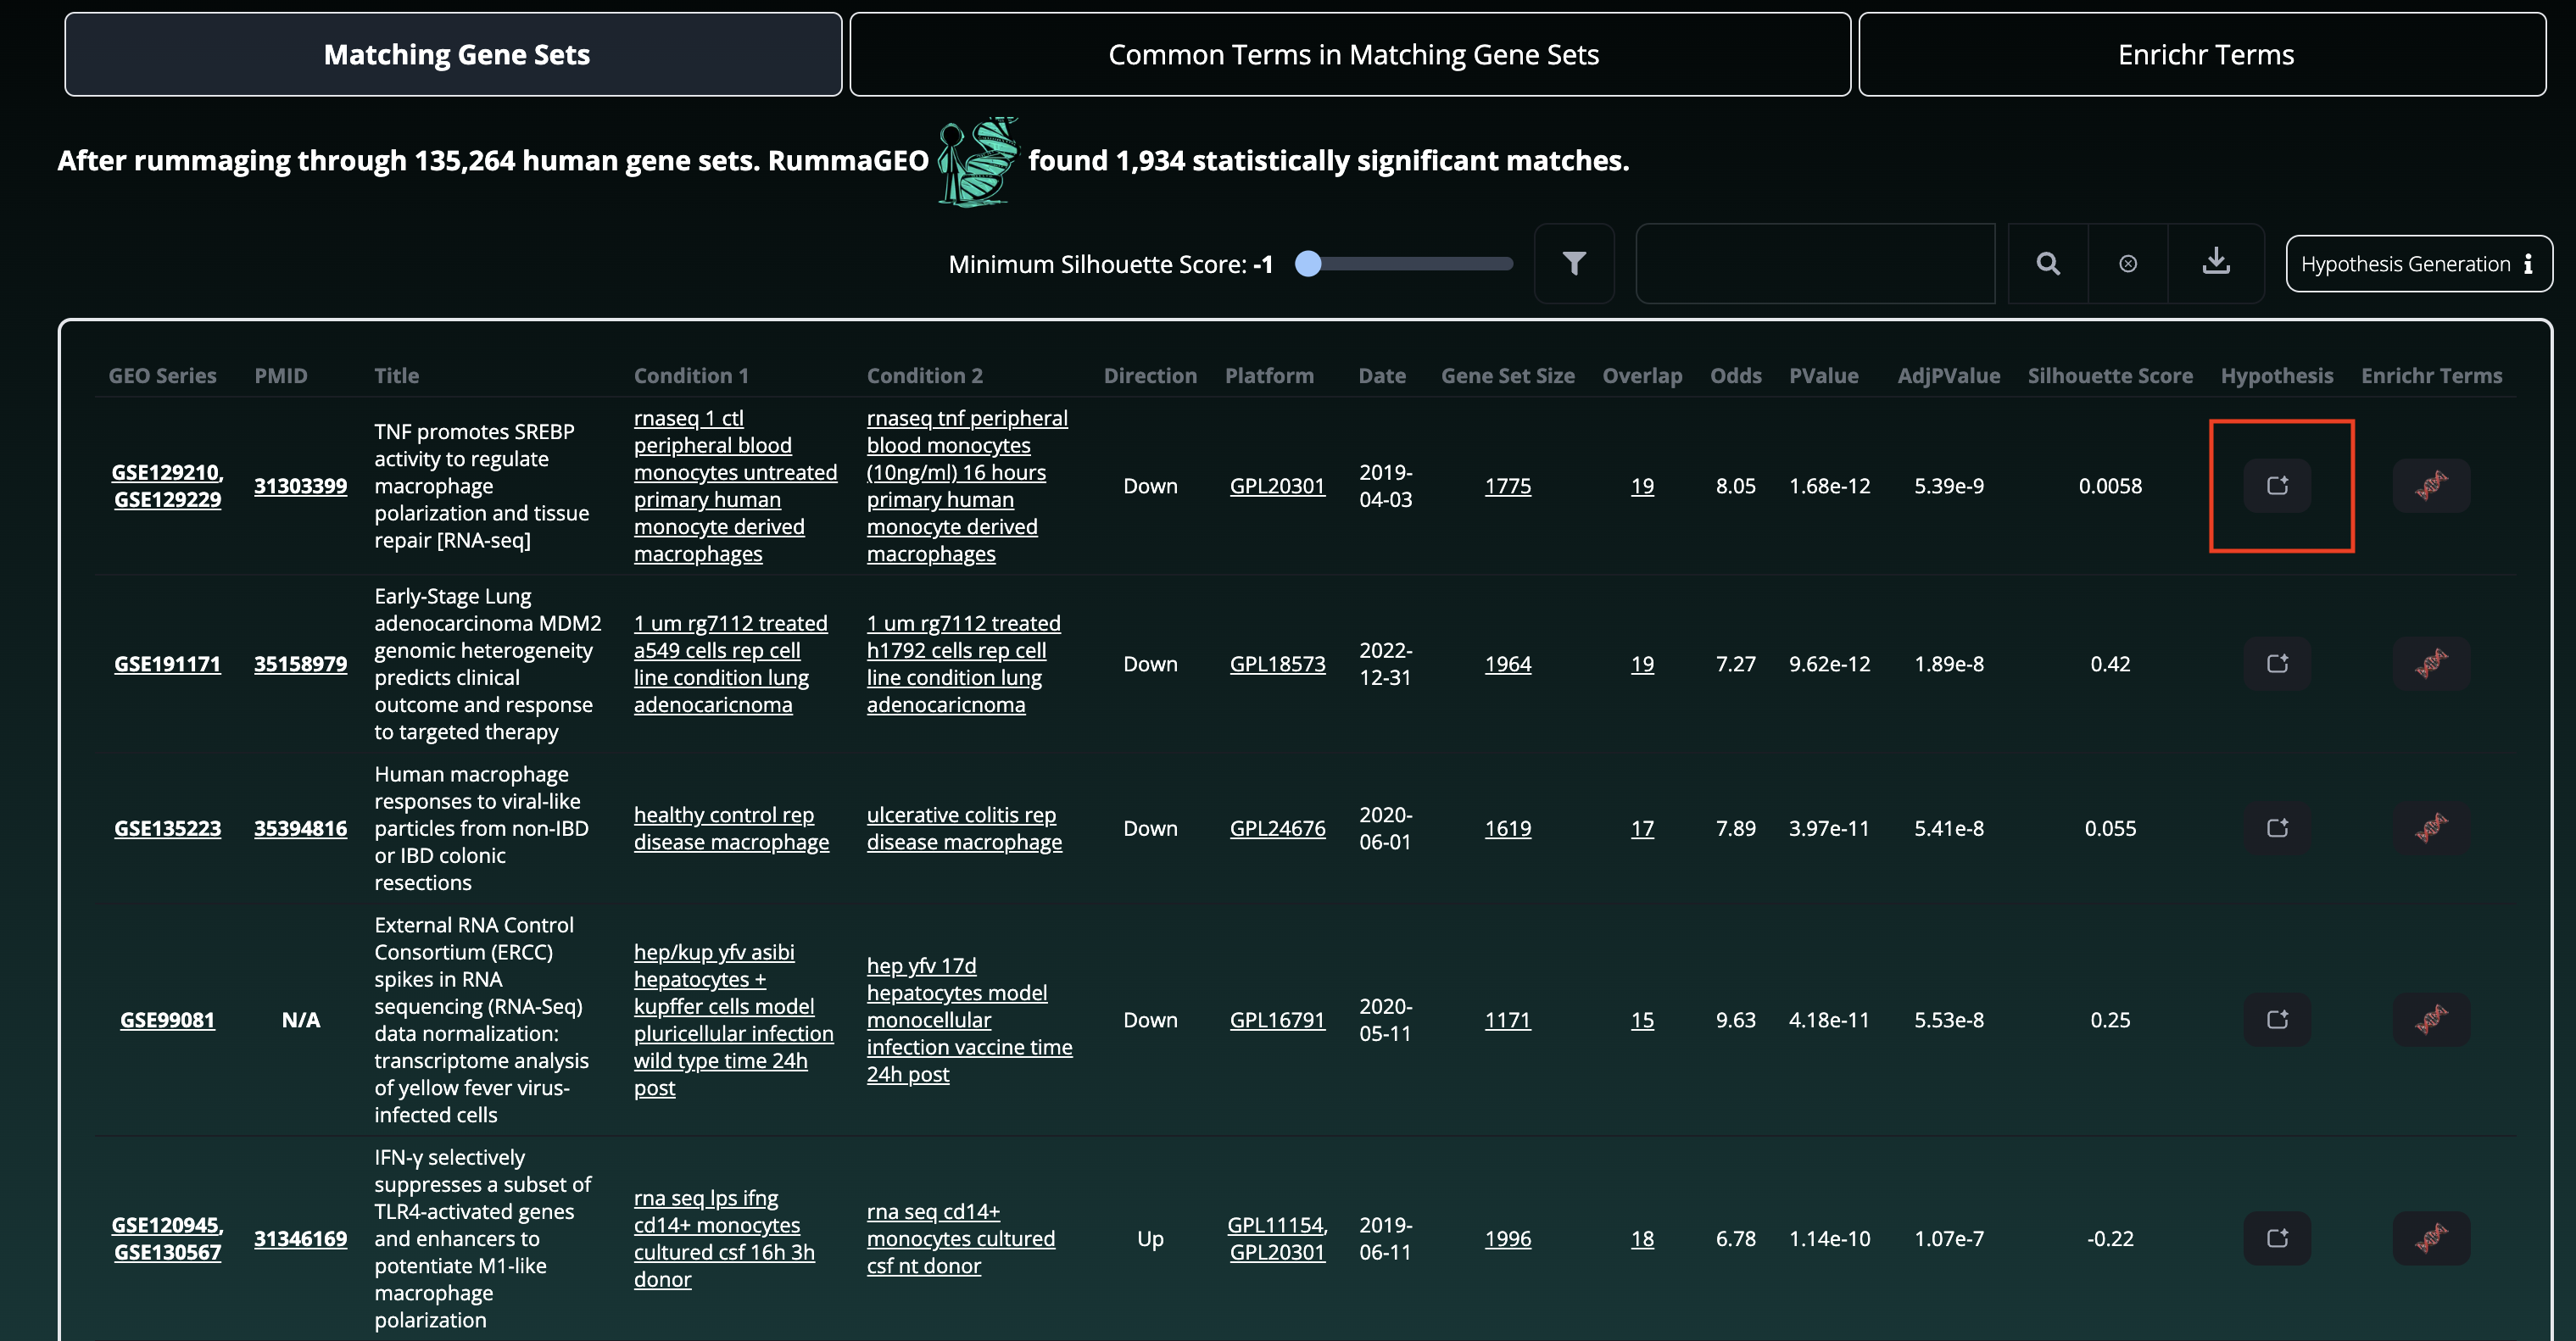 Matching Gene Sets
Common Terms in Matching Gene Sets
Enrichr Terms
After rummaging through 135,264 human gene sets. RummaGEO found 1,934 statistically significant matches.
Minimum Silhouette Score: -1
Hypothesis Generation i
GEO Series PMID Title Condition 1 Condition 2 Direction Platform Date Gene Set Size Overlap Odds PValue AdjPValue Silhouette Score Hypothesis Enrichr Terms
GSE129210,
GSE129229
31303399
TNF promotes SREBP
activity to regulate
macrophage
polarization and tissue
repair [RNA-seq]
rnaseq 1 ctl
peripheral blood
monocytes untreated
primary human
monocyte derived
macrophages
rnaseq tnf peripheral
blood monocytes
(10ng/ml) 16 hours
primary human
monocyte derived
macrophages
Down
GPL20301
2019-
04-03
1775
19
8.05
1.68e-12
5.39e-9
0.0058
GSE191171
35158979
Early-Stage Lung
adenocarcinoma MDM2
genomic heterogeneity
predicts clinical
outcome and response
to targeted therapy
1 um rg7112 treated
a549 cells rep cell
line condition lung
adenocaricnoma
1 um rg7112 treated
h1792 cells rep cell
line condition lung
adenocaricnoma
Down
GPL18573
2022-
12-31
1964
19
7.27
9.62e-12
1.89e-8
0.42
GSE135223
35394816
Human macrophage
responses to viral-like
particles from non-IBD
or IBD colonic
resections
healthy control rep
disease macrophage
ulcerative colitis rep
disease macrophage
Down
GPL24676
2020-
06-01
1619
17
7.89
3.97e-11
5.41e-8
0.055
GSE99081
N/A
External RNA Control
Consortium (ERCC)
spikes in RNA
sequencing (RNA-Seq)
data normalization:
transcriptome analysis
of yellow fever virus-
infected cells
hep/kup yfv asibi
hepatocytes +
kupffer cells model
pluricellular infection
wild type time 24h
post
hep yfv 17d
hepatocytes model
monocellular
infection vaccine time
24h post
Down
GPL16791
2020-
05-11
1171
15
9.63
4.18e-11
5.53e-8
0.25
GSE120945,
GSE130567
31346169
IFN-γ selectively
suppresses a subset of
TLR4-activated genes
and enhancers to
potentiate M1-like
macrophage
polarization
rna seq lps ifng
cd14+ monocytes
cultured csf 16h 3h
donor
rna seq cd14+
monocytes cultured
csf nt donor
Up
GPL11154,
GPL20301
2019-
06-11
1996
18
6.78
1.14e-10
1.07e-7
-0.22